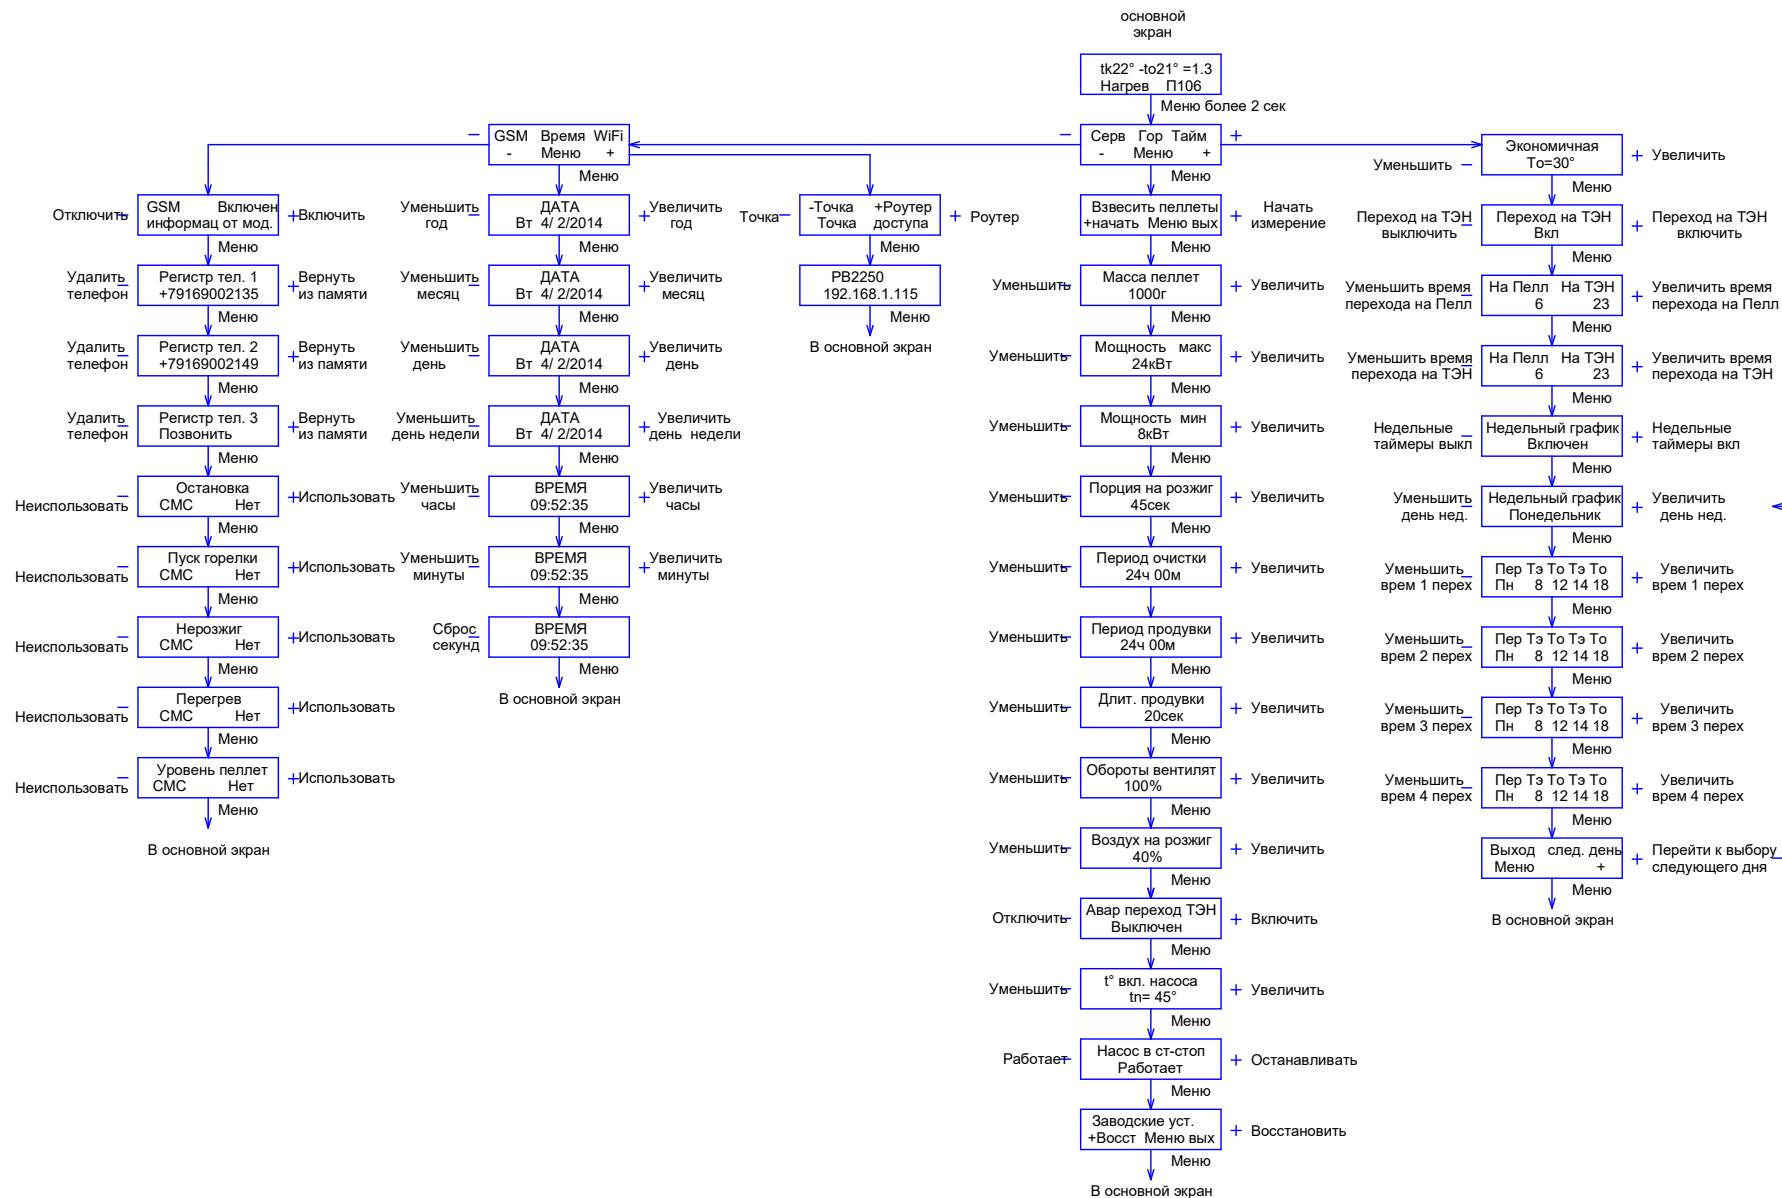 основной
экран
tk22° -to21° =1.3
Нагрев П106
Меню более 2 сек
GSM Время WiFi
- Меню +
Меню
Отключить
GSM Включен
информац от мод.
Включить
Меню
Удалить
телефон
Регистр тел. 1
+79169002135
Вернуть
из памяти
Меню
Удалить
телефон
Регистр тел. 2
+79169002149
Вернуть
из памяти
Меню
Удалить
телефон
Регистр тел. 3
Позвонить
Вернуть
из памяти
Меню
Неиспользовать
Остановка
СМС Нет
Использовать
Меню
Неиспользовать
Пуск горелки
СМС Нет
Использовать
Меню
Неиспользовать
Нерозжиг
СМС Нет
Использовать
Меню
Неиспользовать
Перегрев
СМС Нет
Использовать
Меню
Неиспользовать
Уровень пеллет
СМС Нет
Использовать
Меню
В основной экран
Уменьшить
год
ДАТА
Вт 4/ 2/2014
Увеличить
год
Меню
Уменьшить
месяц
ДАТА
Вт 4/ 2/2014
Увеличить
месяц
Меню
Уменьшить
день
ДАТА
Вт 4/ 2/2014
Увеличить
день
Меню
Уменьшить
день недели
ДАТА
Вт 4/ 2/2014
Увеличить
день недели
Меню
Уменьшить
часы
ВРЕМЯ
09:52:35
Увеличить
часы
Меню
Уменьшить
минуты
ВРЕМЯ
09:52:35
Увеличить
минуты
Меню
Сброс
секунд
ВРЕМЯ
09:52:35
Меню
В основной экран
Точка
-Точка +Роутер
Точка доступа
Роутер
Меню
РВ2250
192.168.1.115
Меню
В основной экран
Серв Гор Тайм
- Меню +
Меню
Взвесить пеллеты
+начать Меню вых
Начать
измерение
Меню
Уменьшить
Масса пеллет
1000г
Увеличить
Меню
Уменьшить
Мощность макс
24кВт
Увеличить
Меню
Уменьшить
Мощность мин
8кВт
Увеличить
Меню
Уменьшить
Порция на розжиг
45сек
Увеличить
Меню
Уменьшить
Период очистки
24ч 00м
Увеличить
Меню
Уменьшить
Период продувки
24ч 00м
Увеличить
Меню
Уменьшить
Длит. продувки
20сек
Увеличить
Меню
Уменьшить
Обороты вентилят
100%
Увеличить
Меню
Уменьшить
Воздух на розжиг
40%
Увеличить
Меню
Отключить
Авар переход ТЭН
Выключен
Включить
Меню
Уменьшить
t° вкл. насоса
tn= 45°
Увеличить
Меню
Работает
Насос в ст-стоп
Работает
Останавливать
Меню
Заводские уст.
+Восст Меню вых
Восстановить
Меню
В основной экран
Уменьшить
Экономичная
To=30°
Увеличить
Меню
Переход на ТЭН
выключить
Переход на ТЭН
Вкл
Переход на ТЭН
включить
Меню
Уменьшить время
перехода на Пелл
На Пелл На ТЭН
6 23
Увеличить время
перехода на Пелл
Меню
Уменьшить время
перехода на ТЭН
На Пелл На ТЭН
6 23
Увеличить время
перехода на ТЭН
Меню
Недельные
таймеры выкл
Недельный график
Включен
Недельные
таймеры вкл
Меню
Уменьшить
день нед.
Недельный график
Понедельник
Увеличить
день нед.
Меню
Уменьшить
врем 1 перех
Пер Тэ То Тэ То
Пн 8 12 14 18
Увеличить
врем 1 перех
Меню
Уменьшить
врем 2 перех
Пер Тэ То Тэ То
Пн 8 12 14 18
Увеличить
врем 2 перех
Меню
Уменьшить
врем 3 перех
Пер Тэ То Тэ То
Пн 8 12 14 18
Увеличить
врем 3 перех
Меню
Уменьшить
врем 4 перех
Пер Тэ То Тэ То
Пн 8 12 14 18
Увеличить
врем 4 перех
Меню
Выход след. день
Меню +
Перейти к выбору
следующего дня
Меню
В основной экран